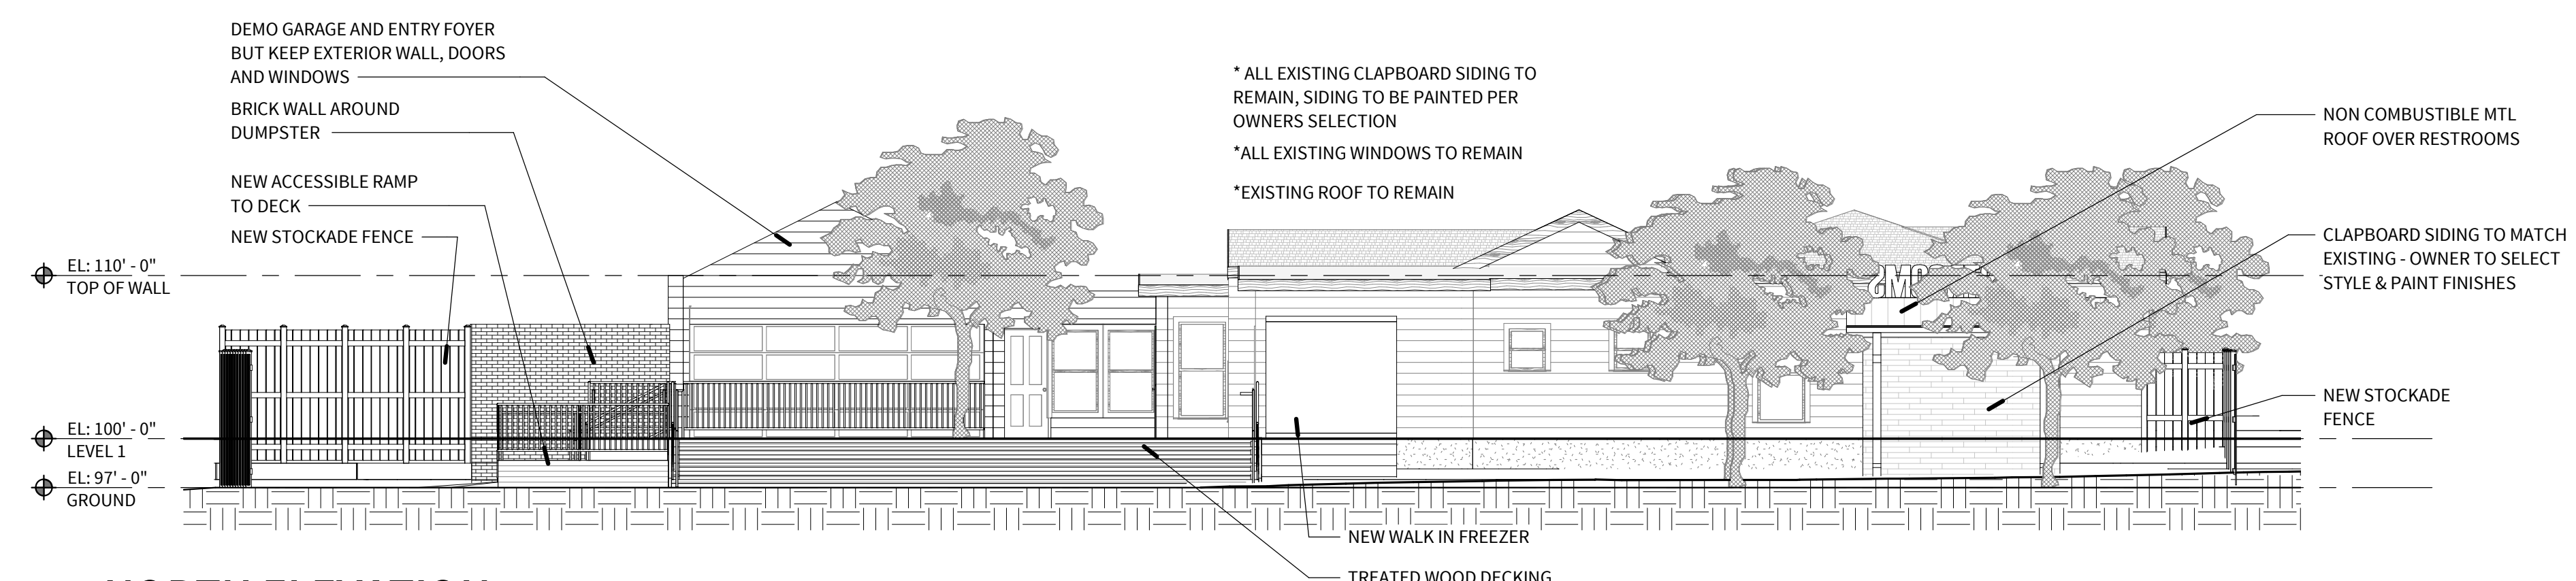 DEMO GARAGE AND ENTRY FOYER
BUT KEEP EXTERIOR WALL, DOORS
AND WINDOWS
BRICK WALL AROUND
DUMPSTER
NEW ACCESSIBLE RAMP
TO DECK
NEW STOCKADE FENCE
EL: 110' - 0"
TOP OF WALL
EL: 100' - 0"
LEVEL 1
EL: 97' - 0"
GROUND
* ALL EXISTING CLAPBOARD SIDING TO
REMAIN, SIDING TO BE PAINTED PER
OWNERS SELECTION
*ALL EXISTING WINDOWS TO REMAIN
*EXISTING ROOF TO REMAIN
NON COMBUSTIBLE MTL
ROOF OVER RESTROOMS
CLAPBOARD SIDING TO MATCH
EXISTING - OWNER TO SELECT
STYLE & PAINT FINISHES
NEW STOCKADE
FENCE
NEW WALK IN FREEZER
TREATED WOOD DECKING
NORTH ELEVATION